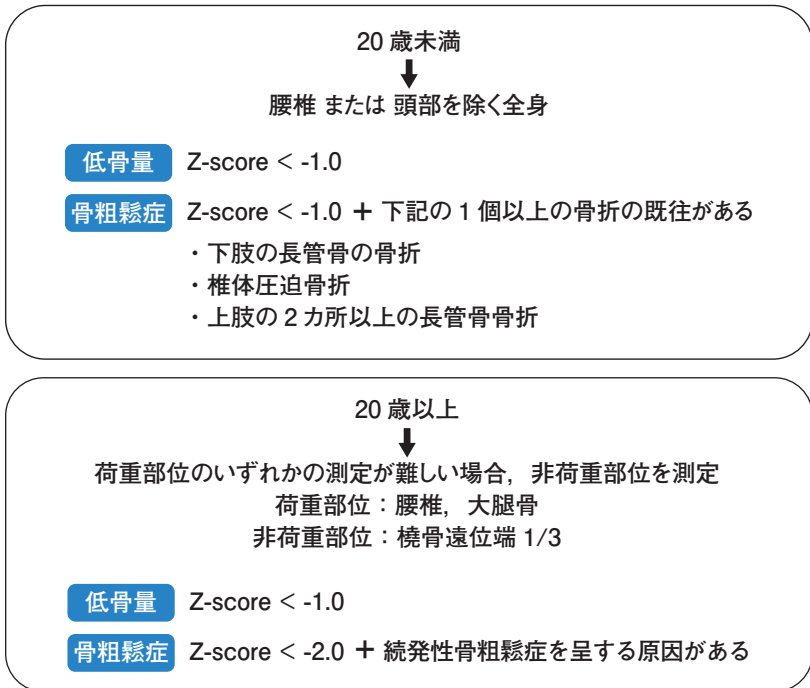 20 歳未満
腰椎 または 頭部を除く全身
低骨量 Z-score < -1.0
骨粗鬆症 Z-score < -1.0 + 下記の 1 個以上の骨折の既往がある
・下肢の長管骨の骨折
・椎体圧迫骨折
・上肢の 2 カ所以上の長管骨骨折
20 歳以上
荷重部位のいずれかの測定が難しい場合，非荷重部位を測定
荷重部位：腰椎，大腿骨
非荷重部位：橈骨遠位端 1/3
低骨量 Z-score < -1.0
骨粗鬆症 Z-score < -2.0 + 続発性骨粗鬆症を呈する原因がある